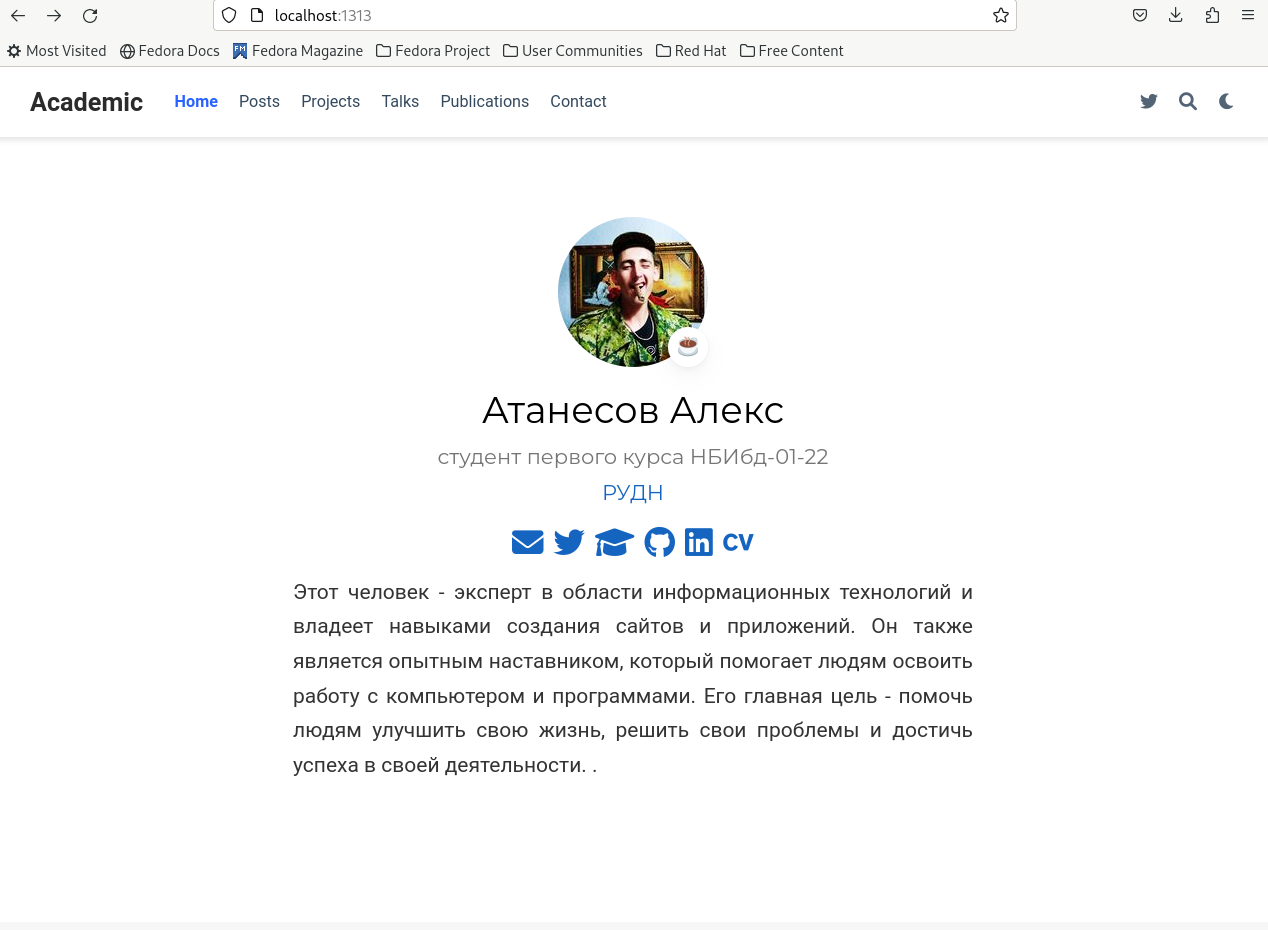 localhost:1313
Most Visited Fedora Docs Fedora Magazine Fedora Project User Communities Red Hat Free Content
Academic Home Posts Projects Talks Publications Contact
Атанесов Алекс
студент первого курса НБИбд-01-22
РУДН
CV
Этот человек - эксперт в области информационных технологий и
владеет навыками создания сайтов и приложений. Он также
является опытным наставником, который помогает людям освоить
работу с компьютером и программами. Его главная цель - помочь
людям улучшить свою жизнь, решить свои проблемы и достичь
успеха в своей деятельности. .